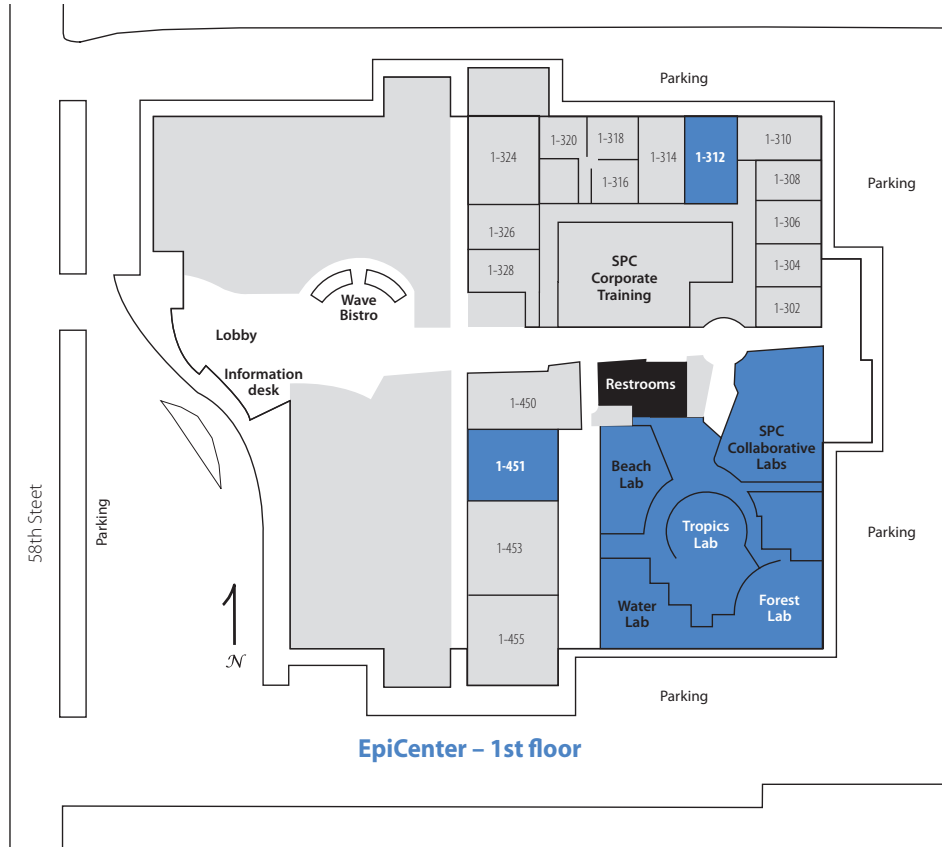 Parking
1-320
1-318
1-310
1-324
1-314
1-312
1-316
1-308
Parking
1-306
1-326
1-328
SPC
Corporate
Training
1-304
1-302
Wave
Bistro
Lobby
Information
desk
Restrooms
1-450
SPC
Collaborative
Labs
1-451
Beach
Lab
Tropics
Lab
58th Steet
Parking
1-453
Parking
Water
Lab
Forest
Lab
1-455
N
Parking
EpiCenter – 1st floor